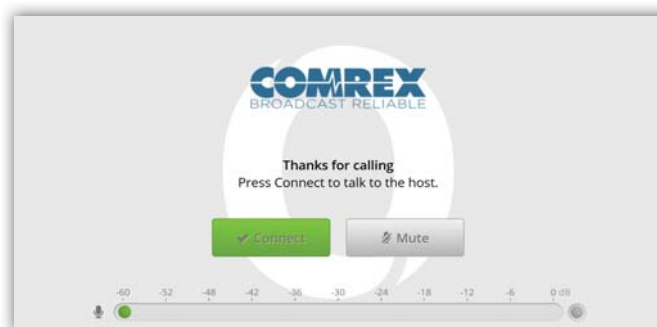 COMREX
BROADCAST RELIABLE
Thanks for calling
Press Connect to talk to the host.
Connect Mute
-60 -52 -48 -42 -36 -30 -24 -18 -12 -6 0 dB